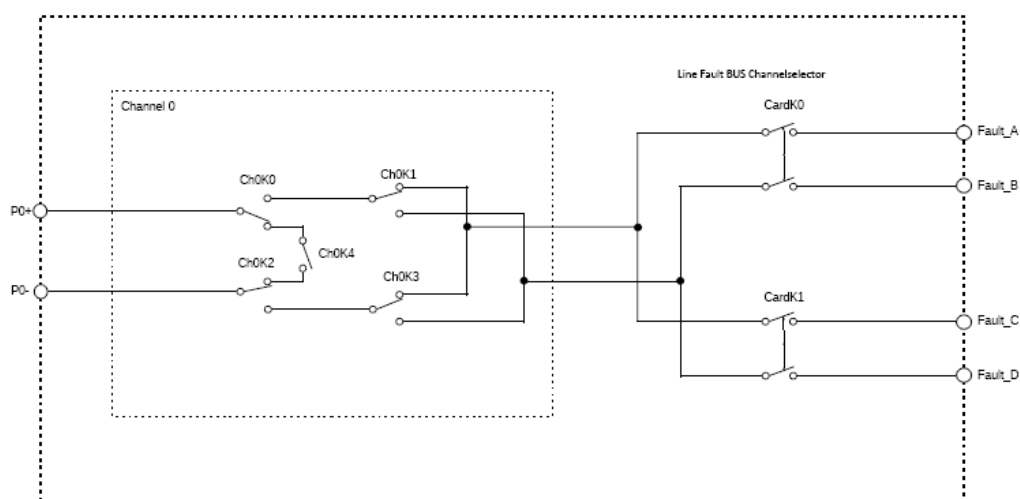 Line Fault BUS Channelselector
Channel 0
CardK0
Fault_A
Ch0K0
Ch0K1
Fault_B
P0+
Ch0K4
Ch0K2
Ch0K3
P0-
CardK1
Fault_C
Fault_D